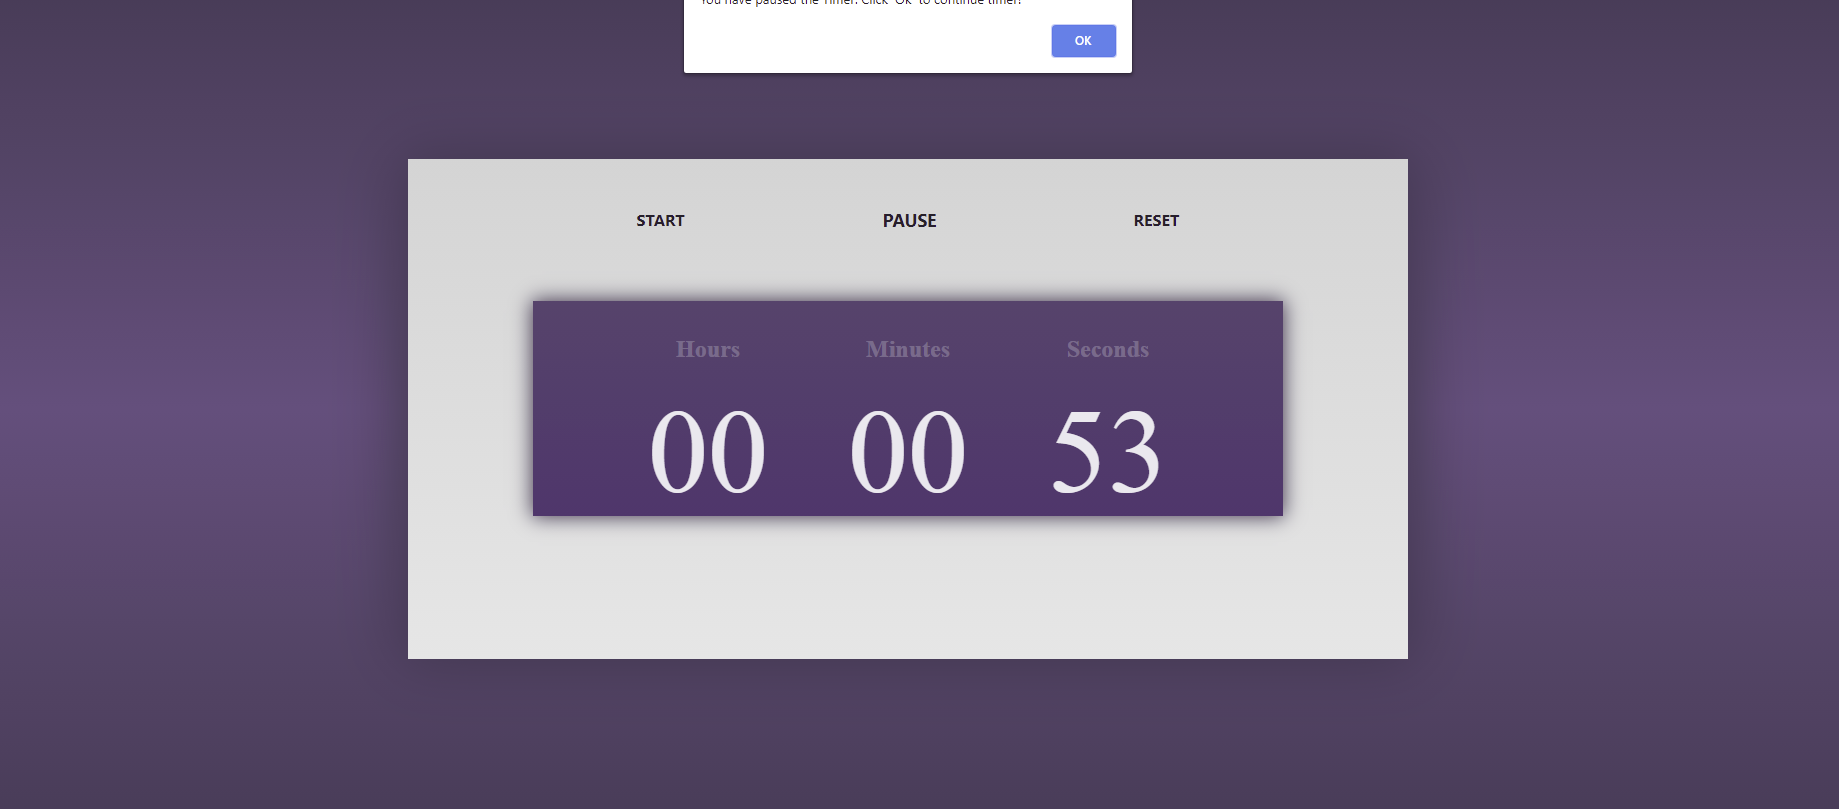 You have paused the Timer. Click "Ok" to continue timer!
OK
START PAUSE RESET
Hours Minutes Seconds
00 00 53